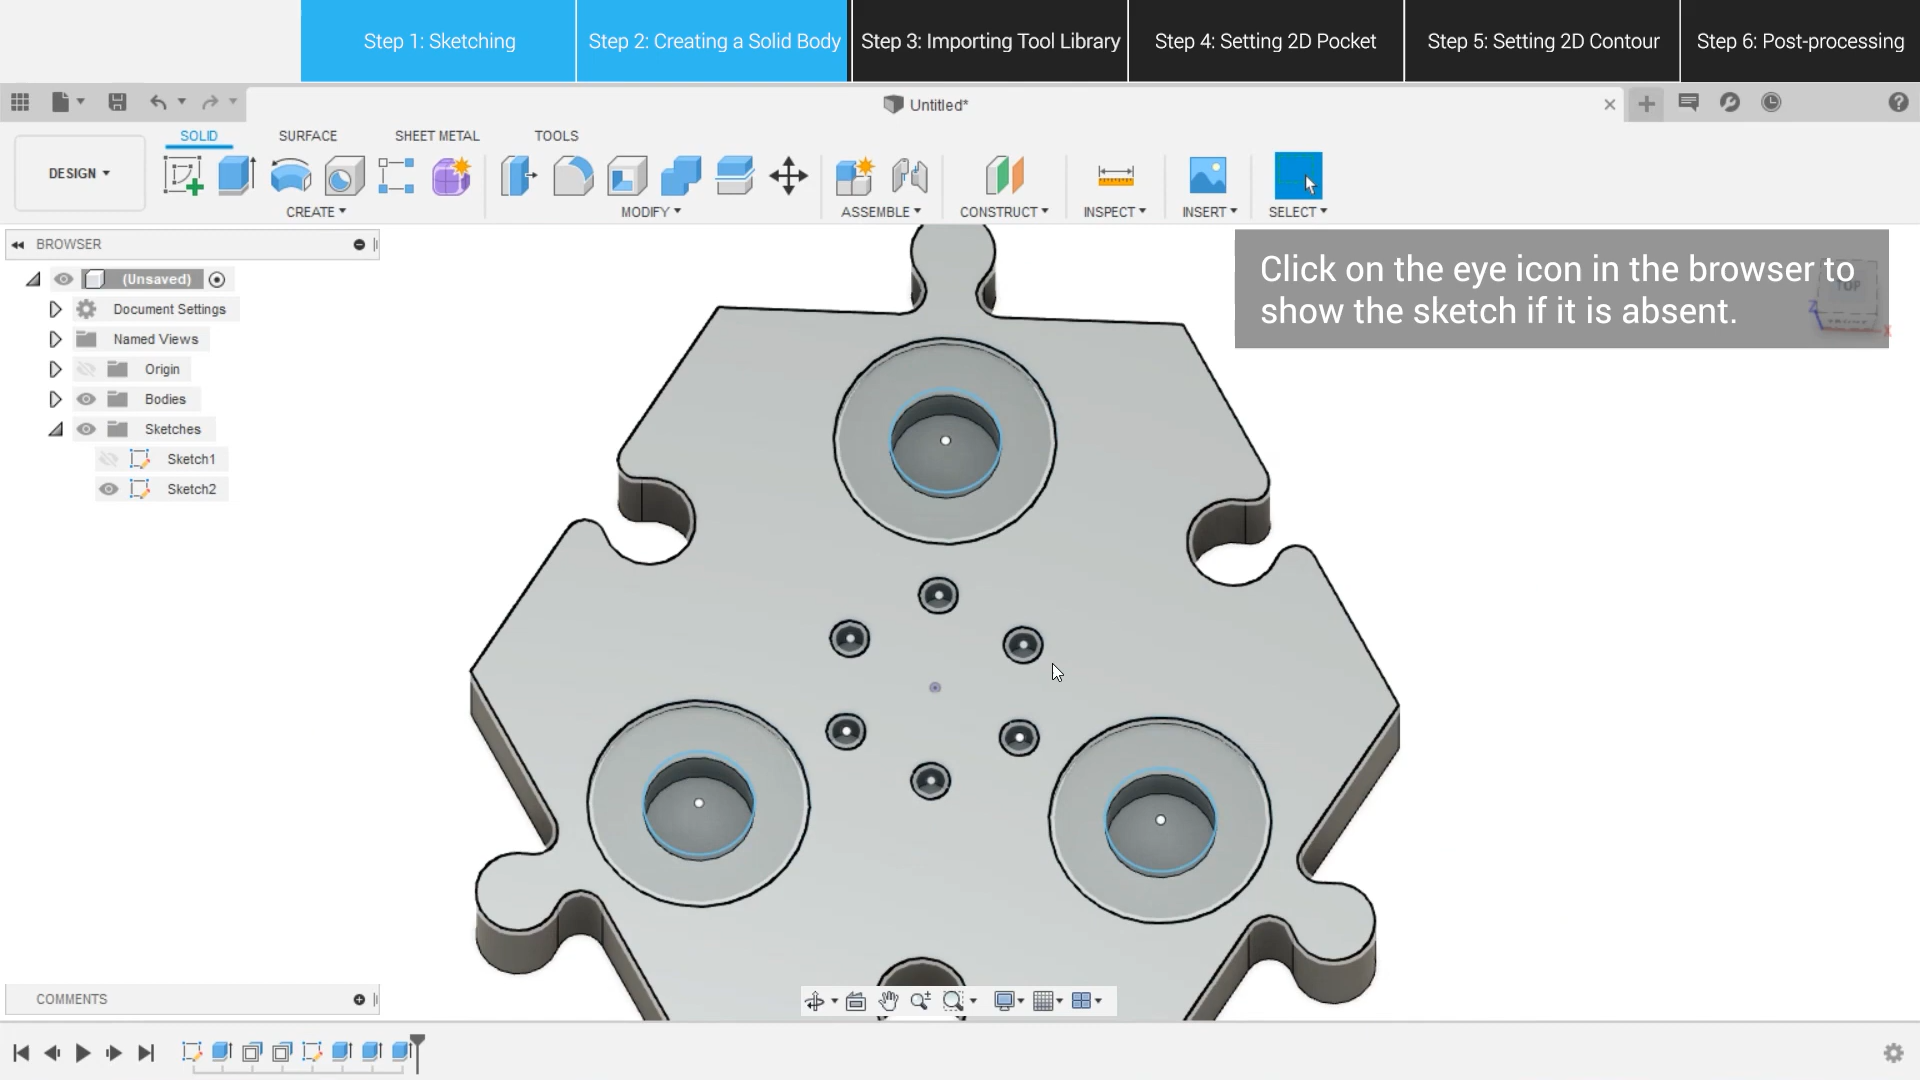 Step 1: Sketching
Step 2: Creating a Solid Body
Step 3: Importing Tool Library
Step 4: Setting 2D Pocket
Step 5: Setting 2D Contour
Step 6: Post-processing
Untitled*
SOLID
SURFACE
SHEET METAL
TOOLS
DESIGN
CREATE
MODIFY
ASSEMBLE
CONSTRUCT
INSPECT
INSERT
SELECT
BROWSER
(Unsaved)
Document Settings
Named Views
Origin
Bodies
Sketches
Sketch1
Sketch2
Click on the eye icon in the browser to
show the sketch if it is absent.
TOP
Z
X
COMMENTS